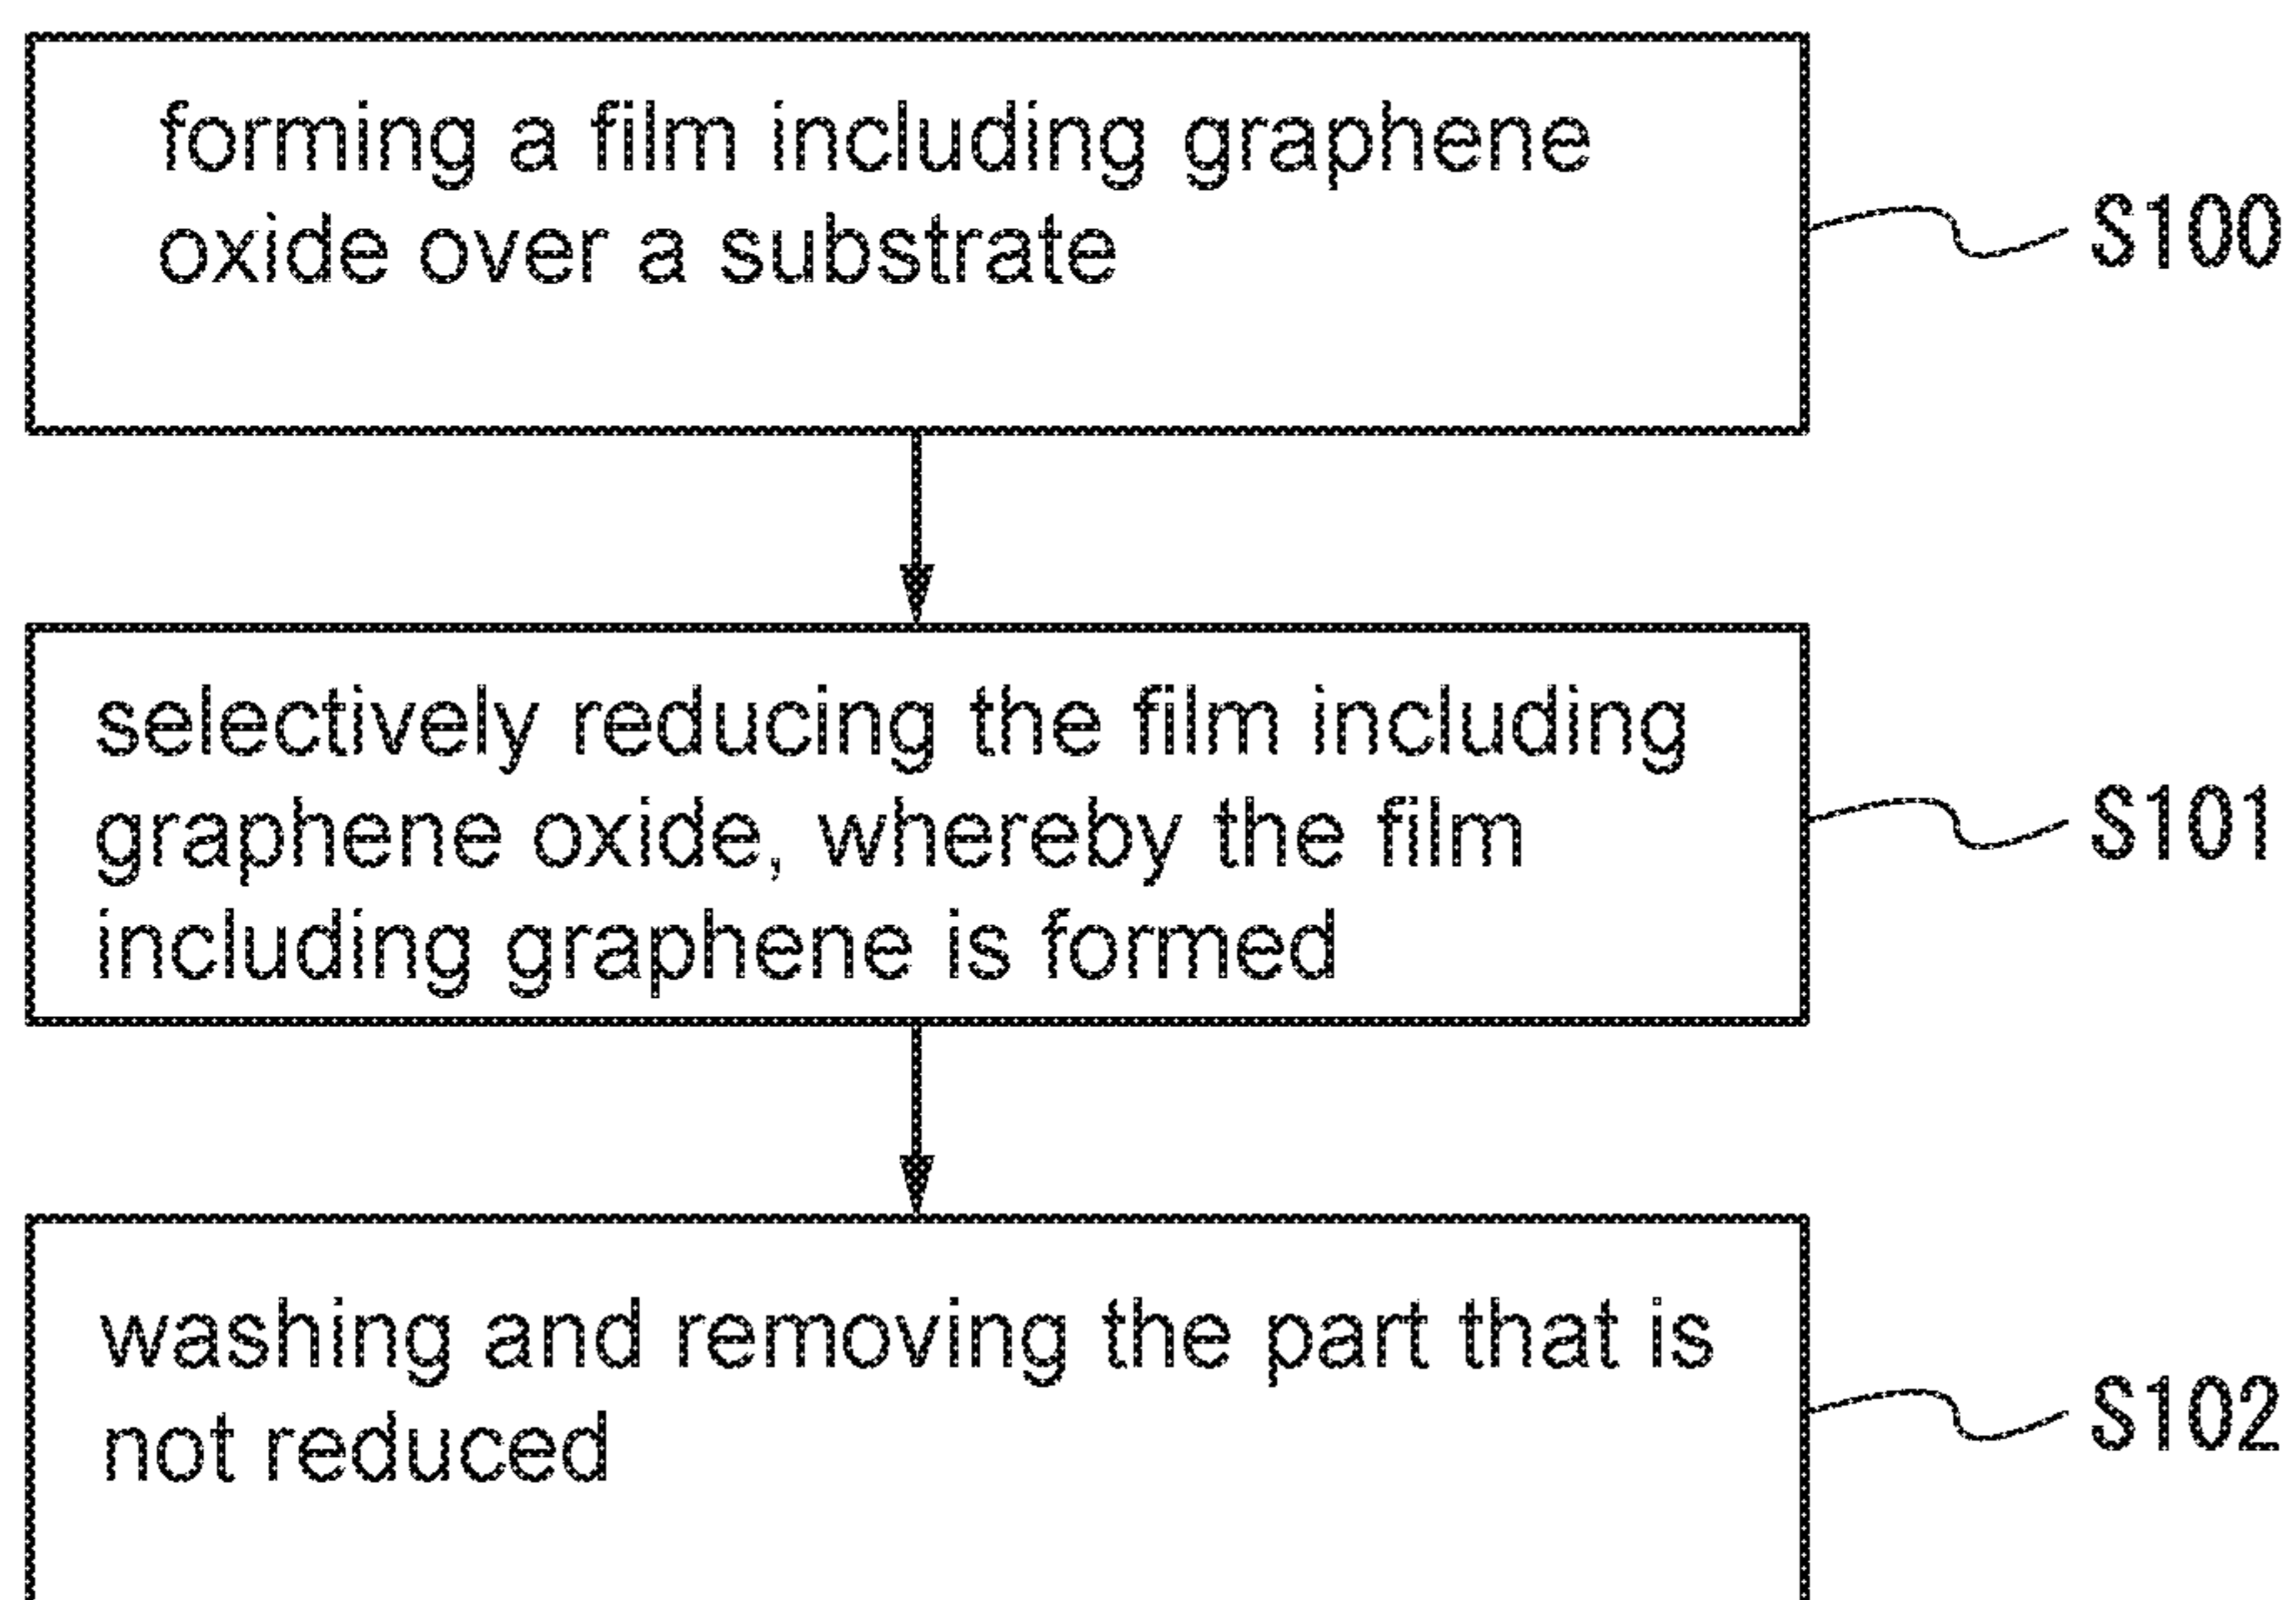 forming a film including graphene
oxide over a substrate
S100
selectively reducing the film including
graphene oxide, whereby the film
including graphene is formed
S101
washing and removing the part that is
not reduced
S102